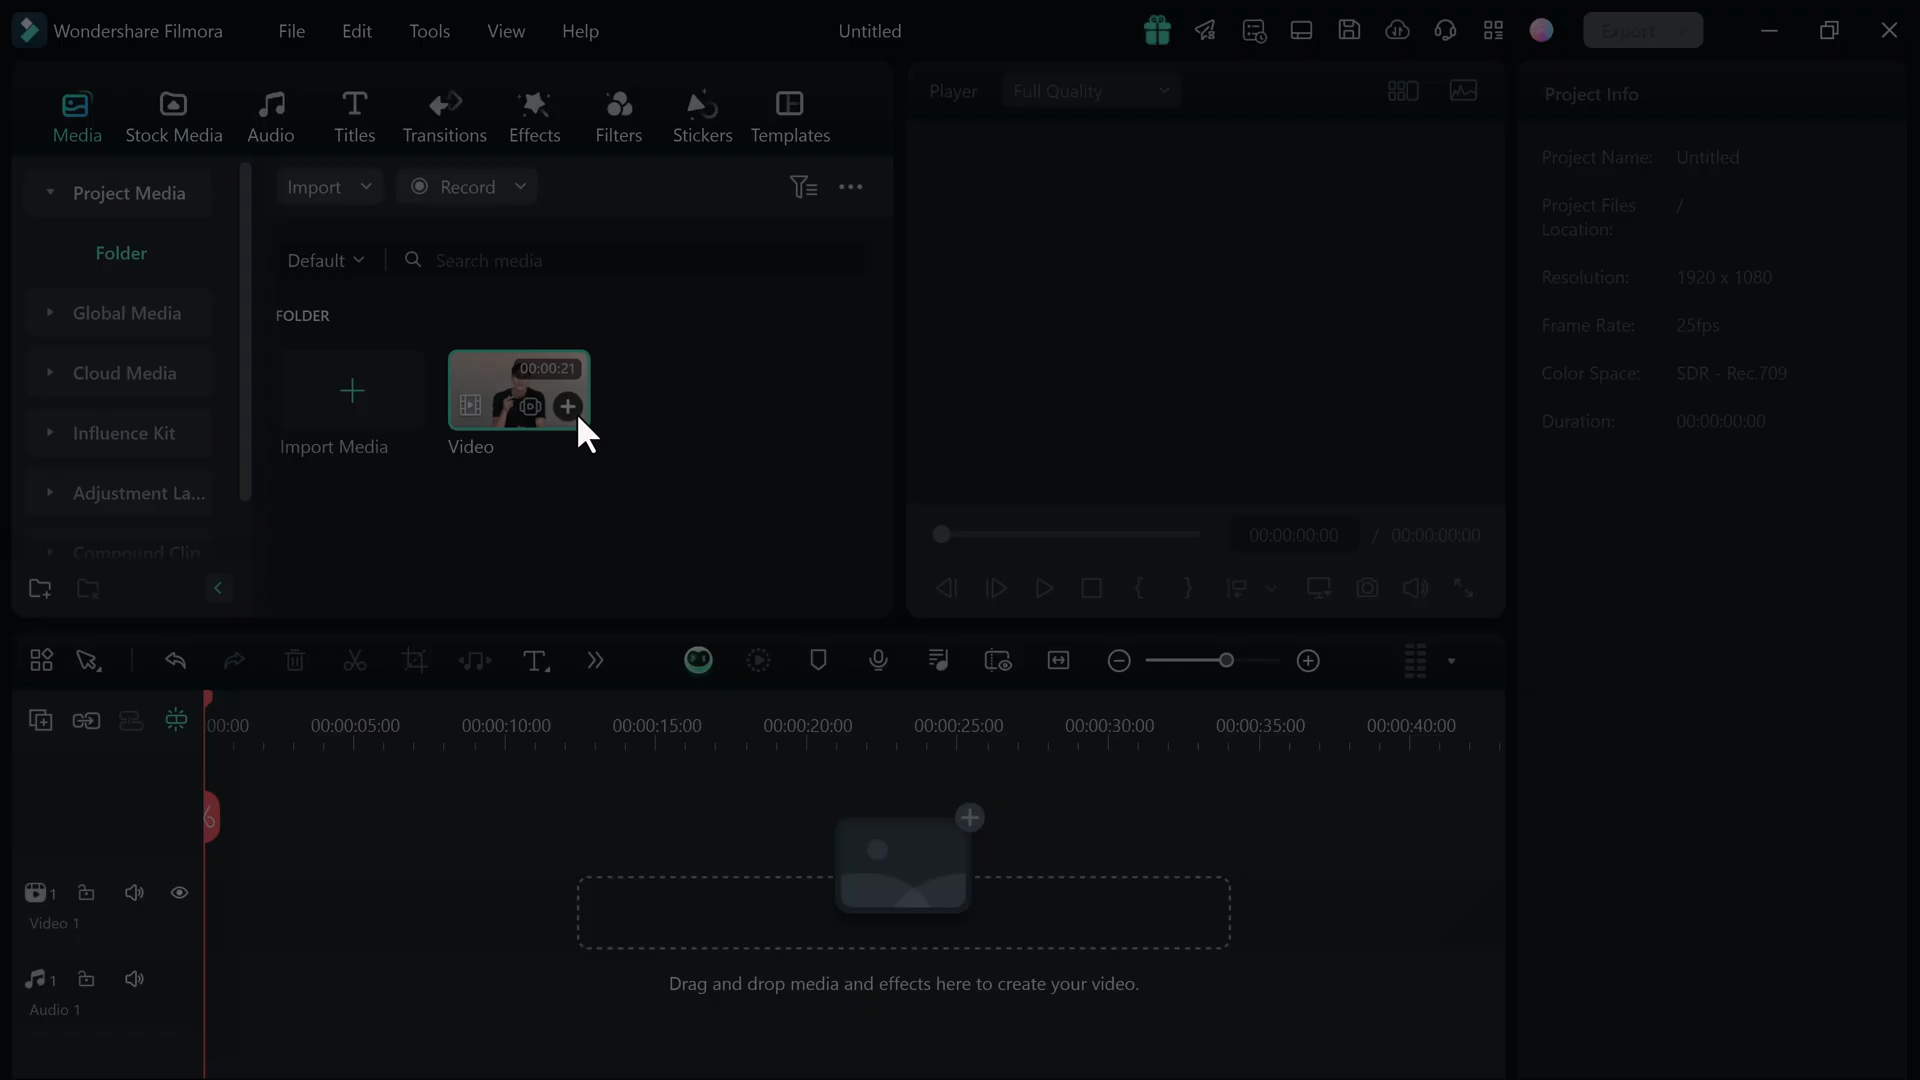 Wondershare Filmora
File
Edit
Tools
View
Help
Untitled
Export
Media
Stock Media
Audio
Titles
Transitions
Effects
Filters
Stickers
Templates
Player
Full Quality
Project Info
Project Media
Folder
Global Media
Cloud Media
Influence Kit
Adjustment La...
Compound Clip
Import
Record
Default
Search media
FOLDER
00:00:21
Import Media
Video
Project Name: Untitled
Project Files Location: /
Resolution: 1920 x 1080
Frame Rate: 25fps
Color Space: SDR - Rec.709
Duration: 00:00:00:00
00:00:00:00 / 00:00:00:00
00:00
00:00:05:00
00:00:10:00
00:00:15:00
00:00:20:00
00:00:25:00
00:00:30:00
00:00:35:00
00:00:40:00
1
Video 1
1
Audio 1
Drag and drop media and effects here to create your video.